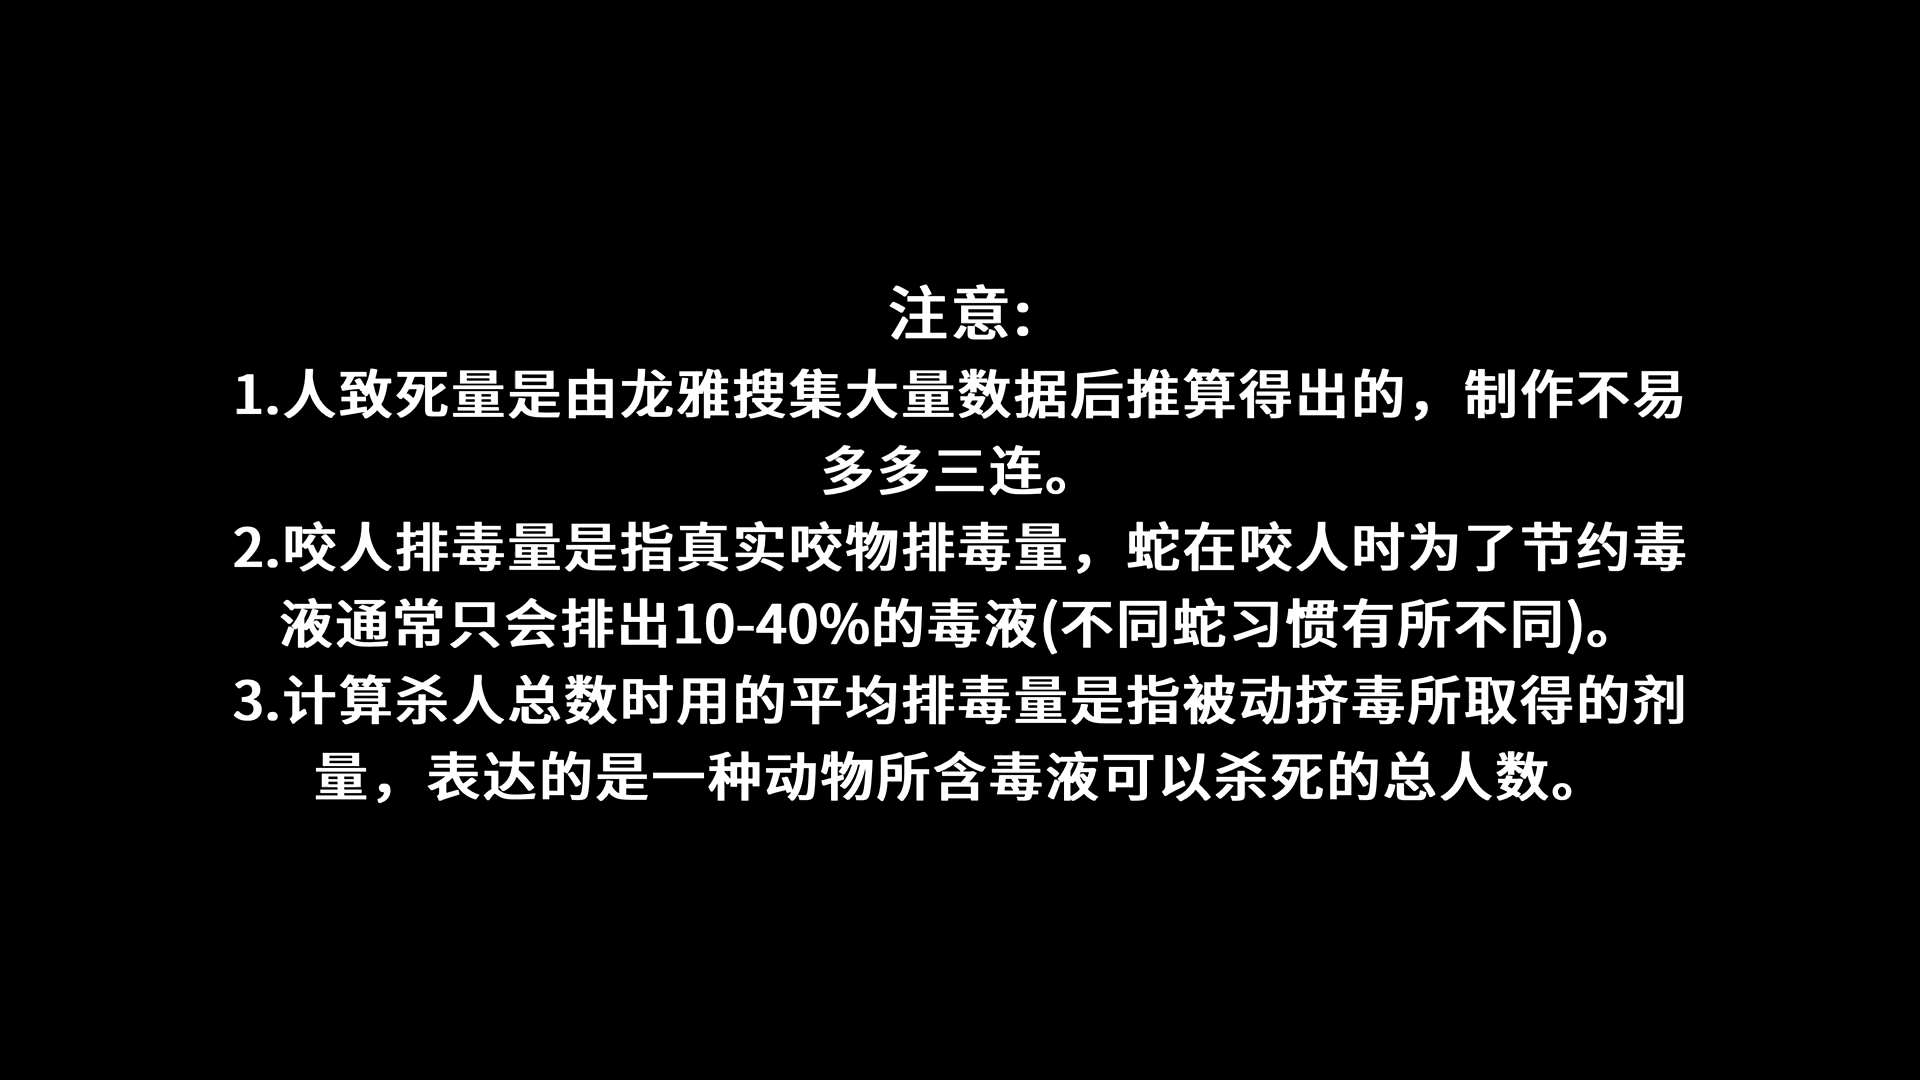 注意:
1.人致死量是由龙雅搜集大量数据后推算得出的，制作不易
多多三连。
2.咬人排毒量是指真实咬物排毒量，蛇在咬人时为了节约毒
液通常只会排出10-40%的毒液(不同蛇习惯有所不同)。
3.计算杀人总数时用的平均排毒量是指被动挤毒所取得的剂
量，表达的是一种动物所含毒液可以杀死的总人数。